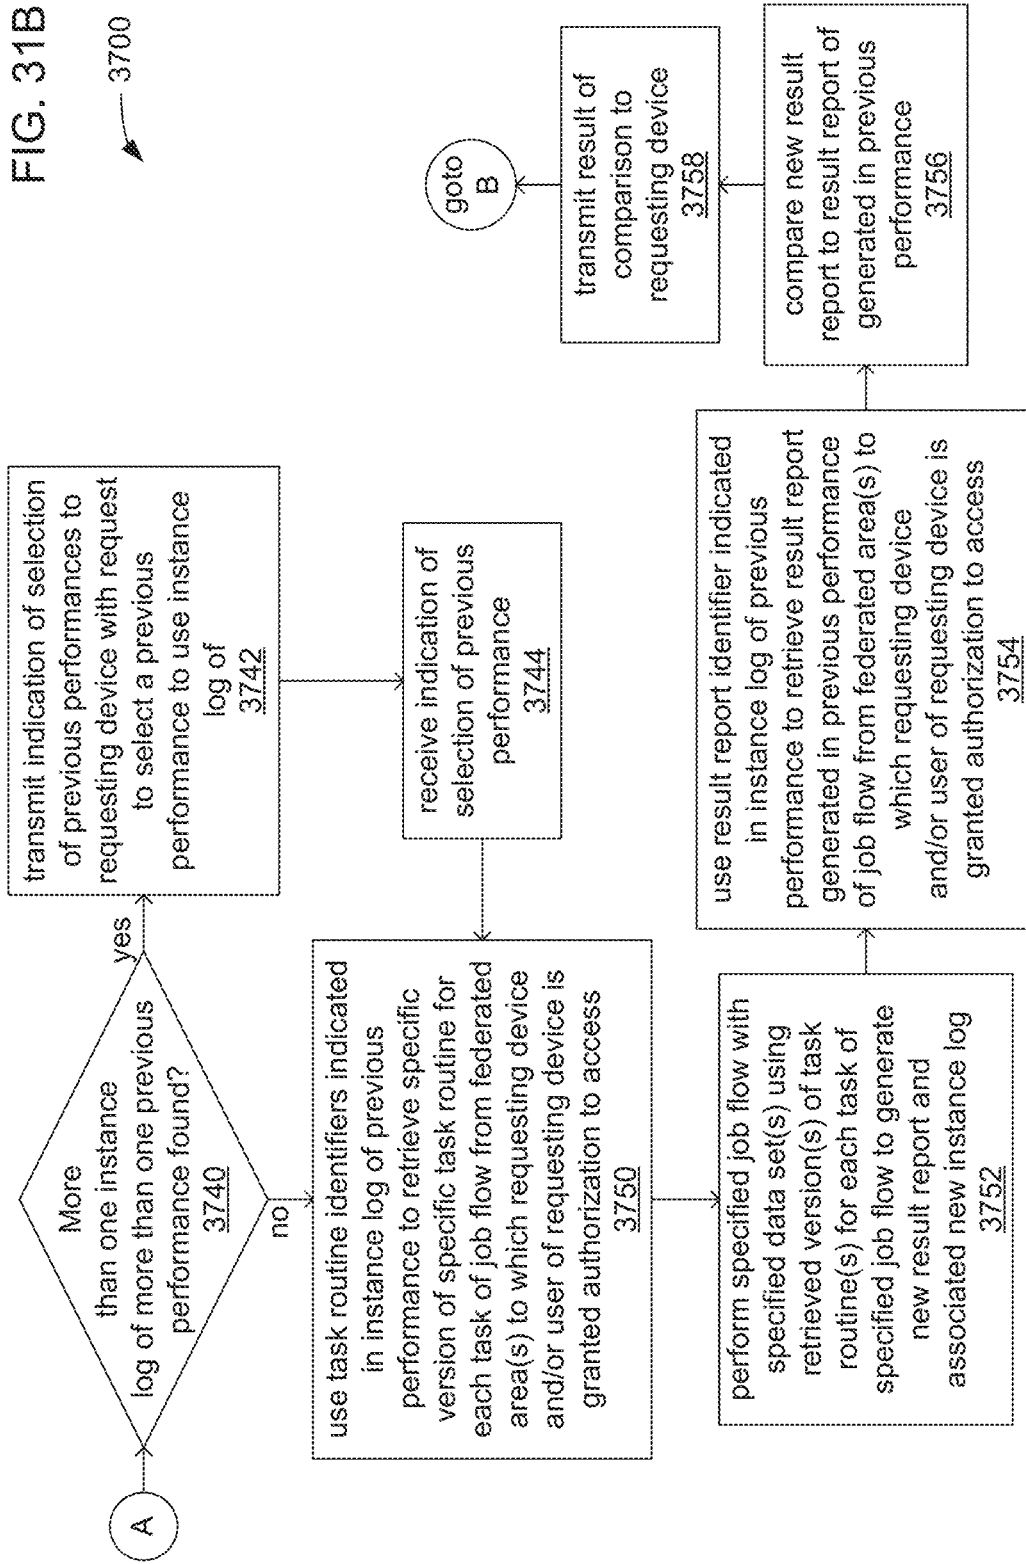 FIG. 31B
3700
A
More
than one instance
log of more than one previous
performance found?
3740
yes
no
transmit indication of selection
of previous performances to
requesting device with request
to select a previous
performance to use instance
log of
3742
receive indication of
selection of previous
performance
3744
use task routine identifiers indicated
in instance log of previous
performance to retrieve specific
version of specific task routine for
each task of job flow from federated
area(s) to which requesting device
and/or user of requesting device is
granted authorization to access
3750
perform specified job flow with
specified data set(s) using
retrieved version(s) of task
routine(s) for each task of
specified job flow to generate
new result report and
associated new instance log
3752
use result report identifier indicated
in instance log of previous
performance to retrieve result report
generated in previous performance
of job flow from federated area(s) to
which requesting device
and/or user of requesting device is
granted authorization to access
3754
compare new result
report to result report of
generated in previous
performance
3756
transmit result of
comparison to
requesting device
3758
goto
B